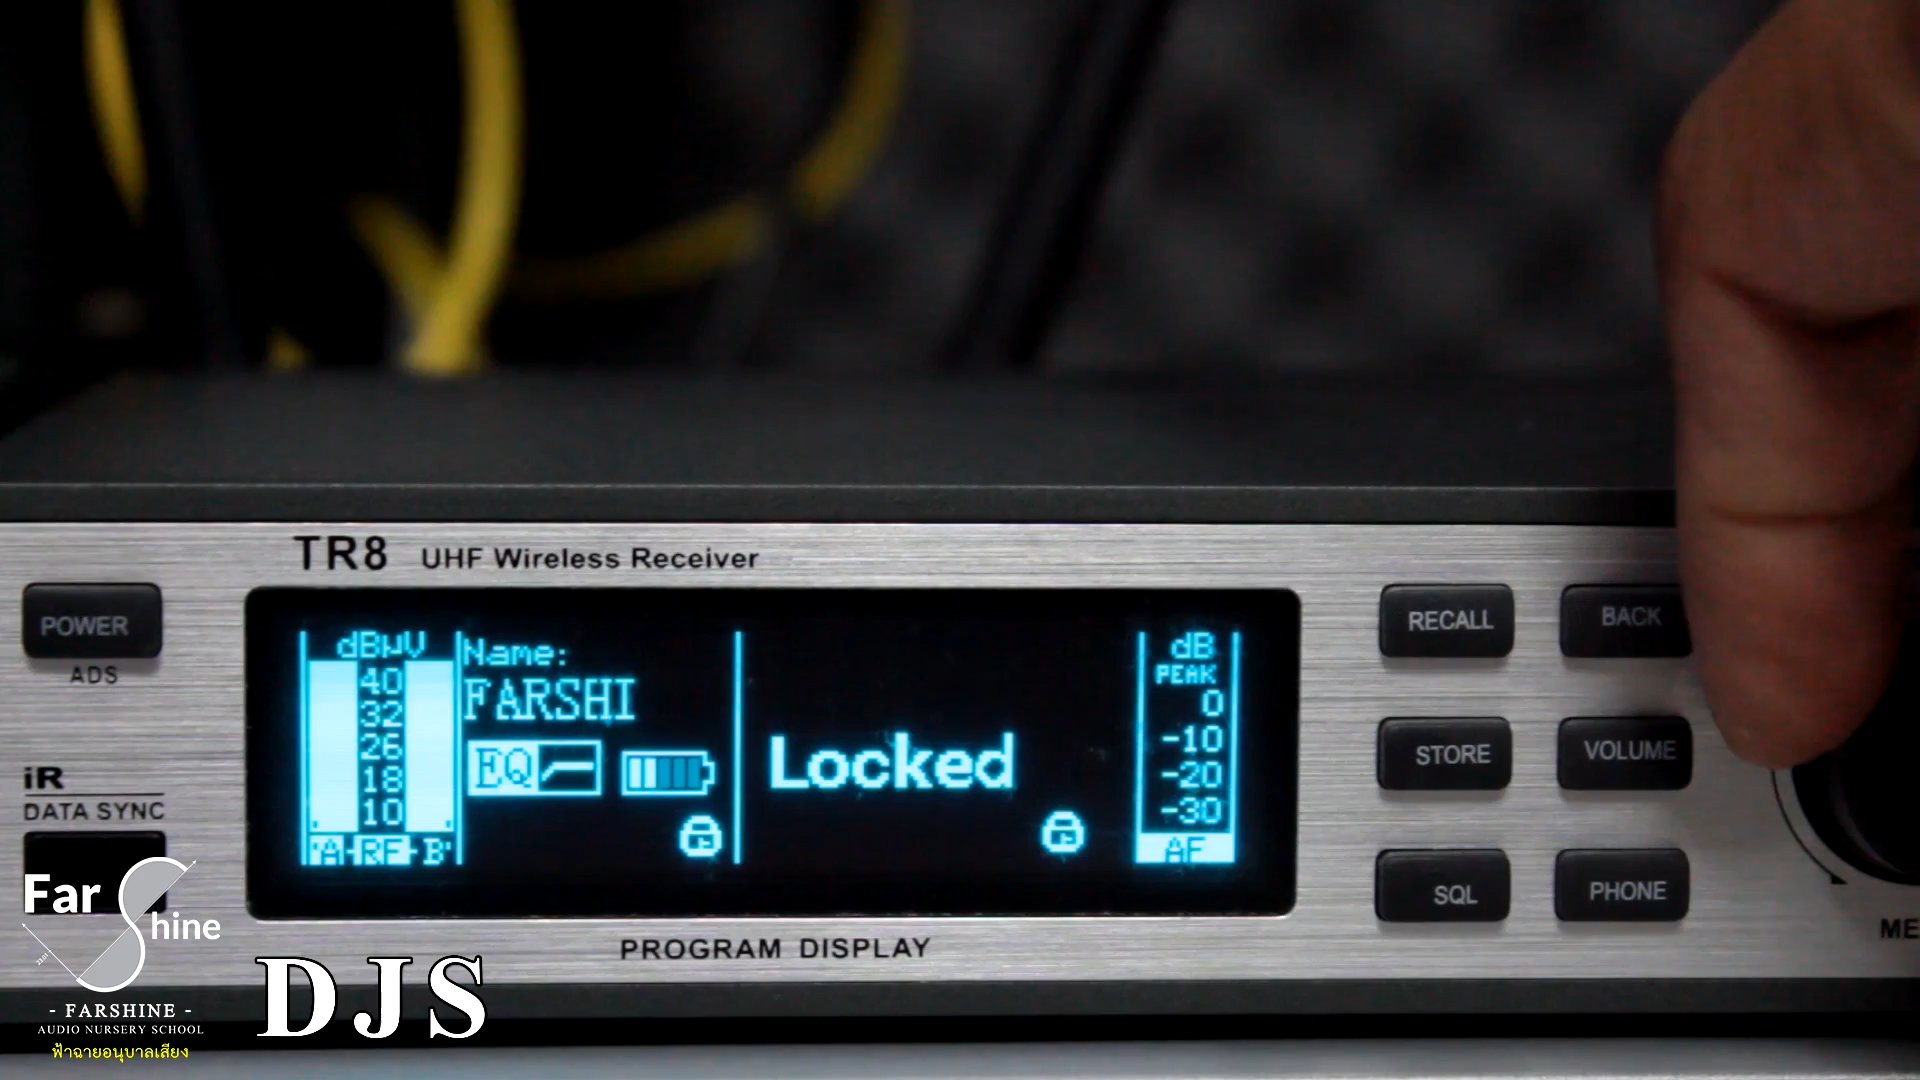 TR8 UHF Wireless Receiver
POWER
ADS
iR
DATA SYNC
dBµV
40
32
26
18
10
A RF B
Name:
FARSHI
EQ
Locked
dB
PEAK
0
-10
-20
-30
AF
RECALL
BACK
STORE
VOLUME
SQL
PHONE
PROGRAM DISPLAY
Far
Shine
- FARSHINE -
AUDIO NURSERY SCHOOL
ฟ้าฉายอนุบาลเสียง
DJS